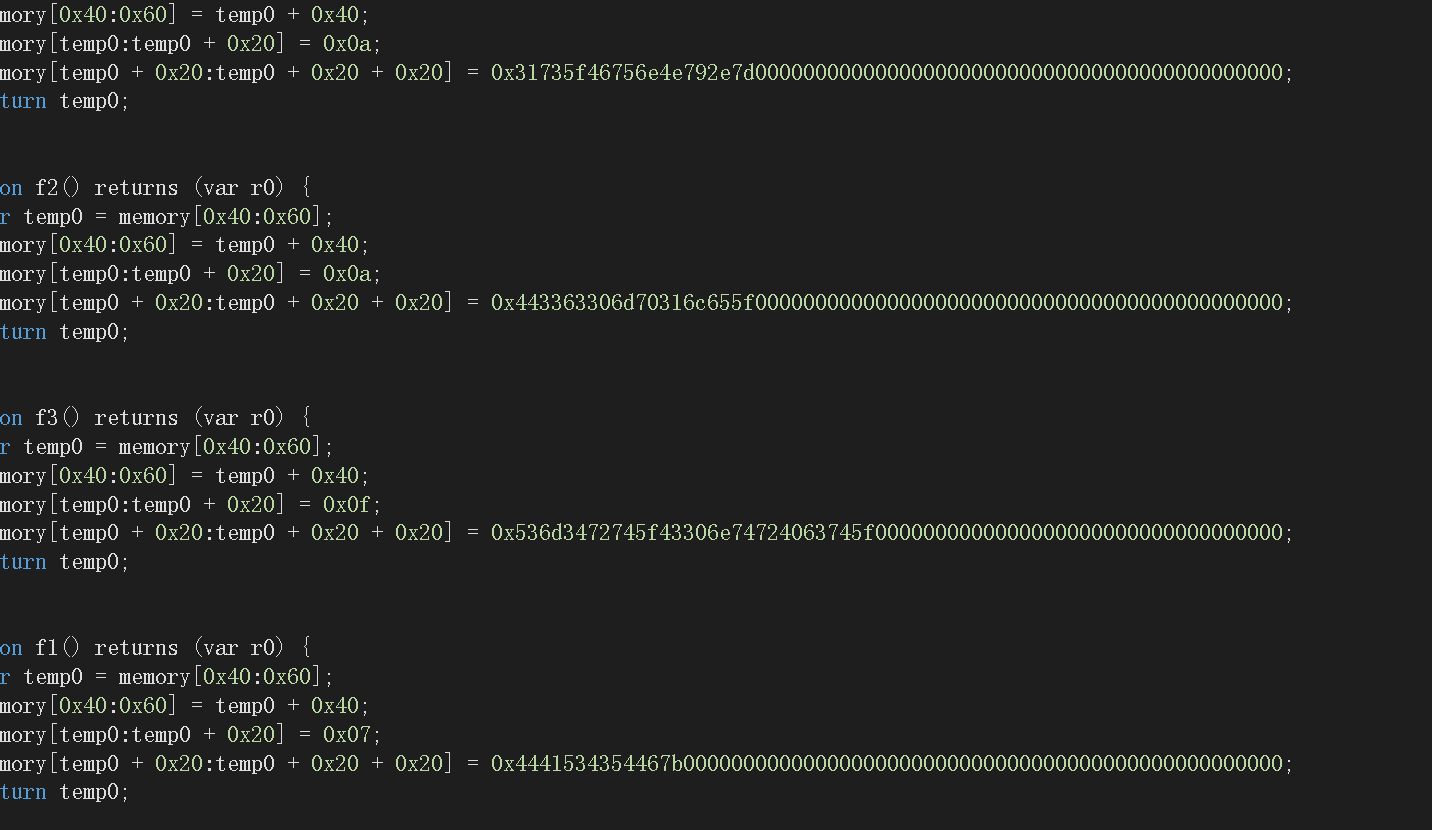 mory[0x40:0x60] = temp0 + 0x40;
mory[temp0:temp0 + 0x20] = 0x0a;
mory[temp0 + 0x20:temp0 + 0x20 + 0x20] = 0x31735f46756e4e792e7d00000000000000000000000000000000000000000000;
turn temp0;
on f2() returns (var r0) {
r temp0 = memory[0x40:0x60];
mory[0x40:0x60] = temp0 + 0x40;
mory[temp0:temp0 + 0x20] = 0x0a;
mory[temp0 + 0x20:temp0 + 0x20 + 0x20] = 0x443363306d70316c655f00000000000000000000000000000000000000000000;
turn temp0;
on f3() returns (var r0) {
r temp0 = memory[0x40:0x60];
mory[0x40:0x60] = temp0 + 0x40;
mory[temp0:temp0 + 0x20] = 0x0f;
mory[temp0 + 0x20:temp0 + 0x20 + 0x20] = 0x536d3472745f43306e74724063745f0000000000000000000000000000000000;
turn temp0;
on f1() returns (var r0) {
r temp0 = memory[0x40:0x60];
mory[0x40:0x60] = temp0 + 0x40;
mory[temp0:temp0 + 0x20] = 0x07;
mory[temp0 + 0x20:temp0 + 0x20 + 0x20] = 0x4441534354467b00000000000000000000000000000000000000000000000000;
turn temp0;